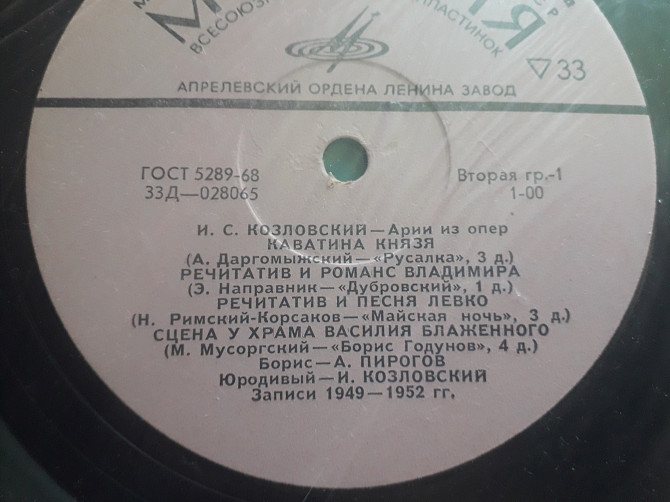 ВСЕСОЮЗ
ПЛАСТИНОК
▽33
АПРЕЛЕВСКИЙ ОРДЕНА ЛЕНИНА ЗАВОД
ГОСТ 5289-68
Вторая гр.-1
33Д—028065
1-00
И. С. КОЗЛОВСКИЙ — Арии из опер
КАВАТИНА КНЯЗЯ
(А. Даргомыжский — «Русалка», 3 д.)
РЕЧИТАТИВ И РОМАНС ВЛАДИМИРА
(Э. Направник — «Дубровский», 1 д.)
РЕЧИТАТИВ И ПЕСНЯ ЛЕВКО
(Н. Римский-Корсаков — «Майская ночь», 3 д.)
СЦЕНА У ХРАМА ВАСИЛИЯ БЛАЖЕННОГО
(М. Мусоргский — «Борис Годунов», 4 д.)
Борис — А. ПИРОГОВ
Юродивый — И. КОЗЛОВСКИЙ
Записи 1949—1952 гг.